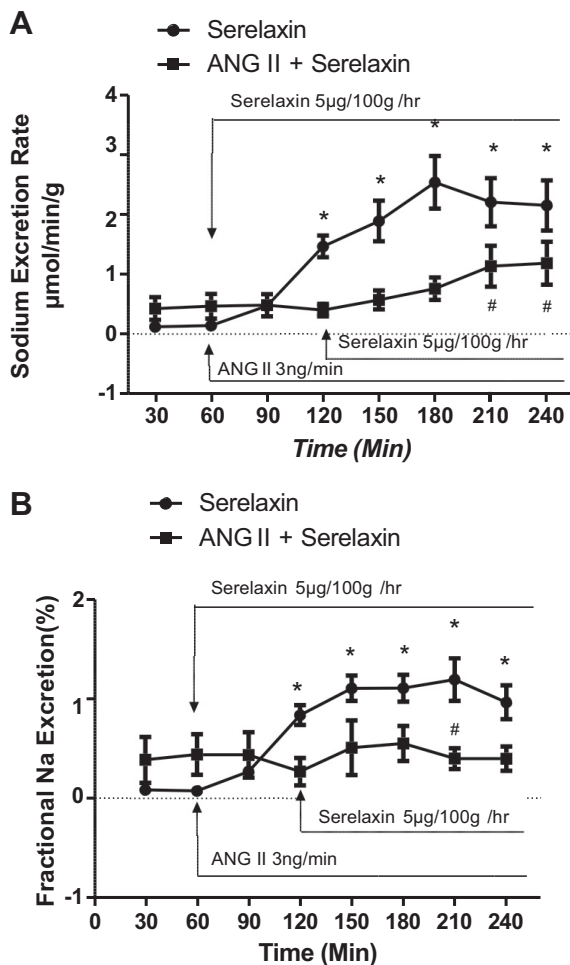 A
Serelaxin
ANG II + Serelaxin
Serelaxin 5µg/100g /hr
Sodium Excretion Rate
µmol/min/g
4
3
2
1
0
-1
* * * * *
# #
Serelaxin 5µg/100g /hr
ANG II 3ng/min
30 60 90 120 150 180 210 240
Time (Min)
B
Serelaxin
ANG II + Serelaxin
Serelaxin 5µg/100g /hr
Fractional Na Excretion(%)
2
1
0
-1
* * * * *
#
Serelaxin 5µg/100g /hr
ANG II 3ng/min
0 30 60 90 120 150 180 210 240
Time (Min)